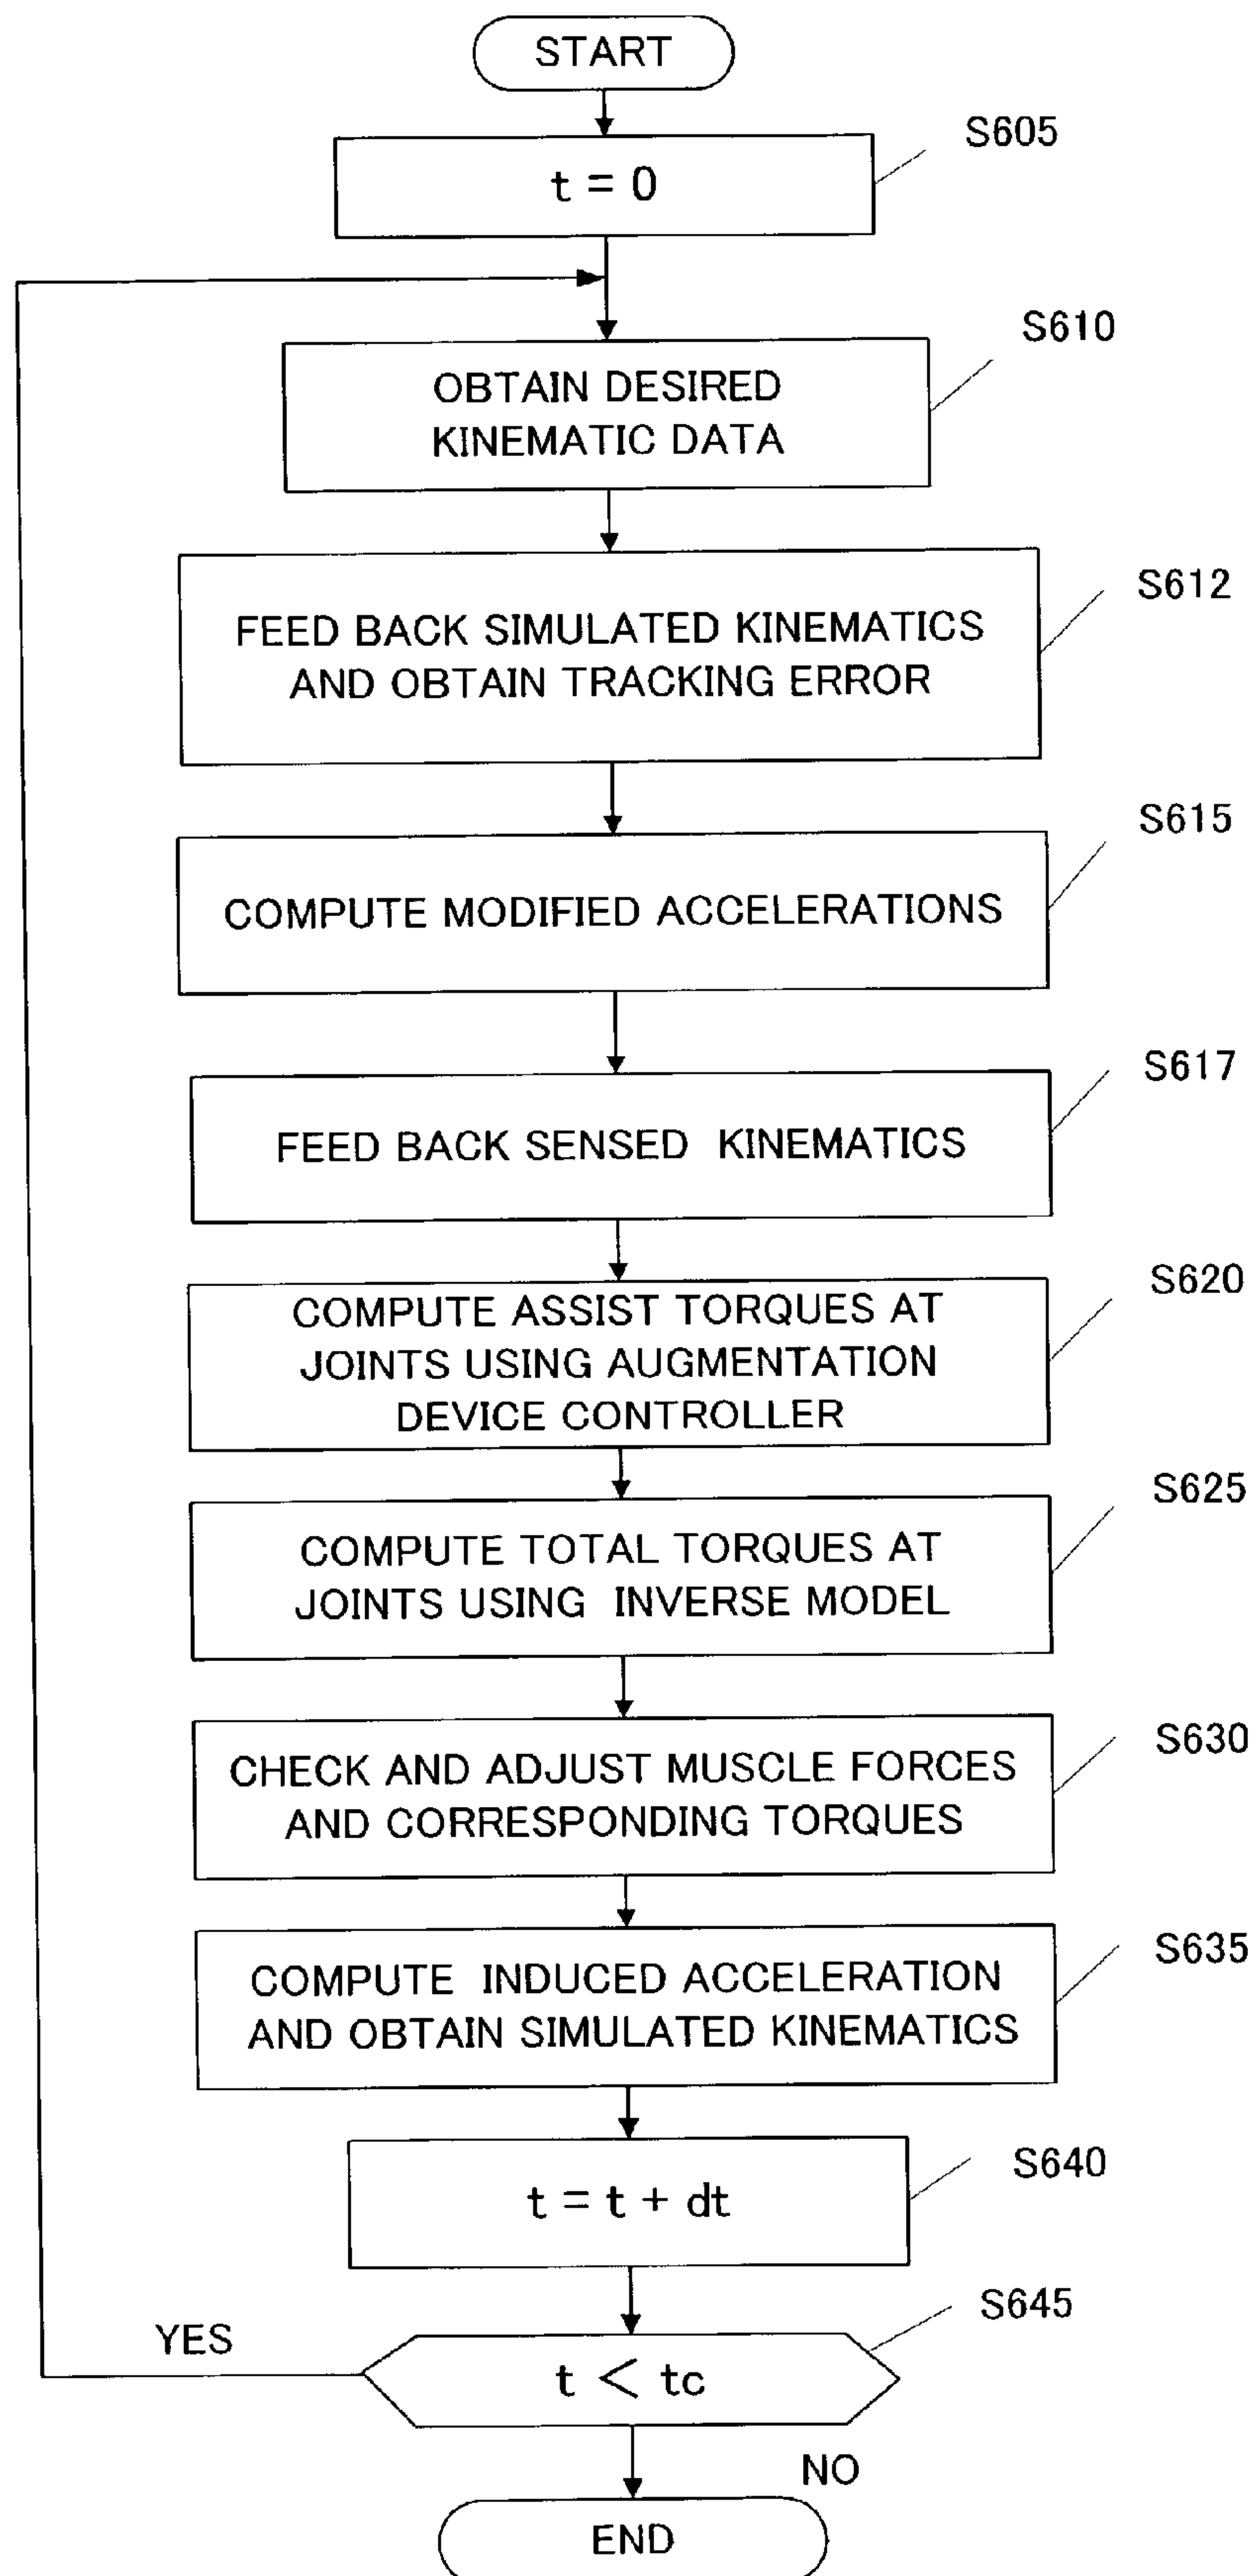 START
S605
t = 0
S610
OBTAIN DESIRED
KINEMATIC DATA
S612
FEED BACK SIMULATED KINEMATICS
AND OBTAIN TRACKING ERROR
S615
COMPUTE MODIFIED ACCELERATIONS
S617
FEED BACK SENSED KINEMATICS
S620
COMPUTE ASSIST TORQUES AT
JOINTS USING AUGMENTATION
DEVICE CONTROLLER
S625
COMPUTE TOTAL TORQUES AT
JOINTS USING INVERSE MODEL
S630
CHECK AND ADJUST MUSCLE FORCES
AND CORRESPONDING TORQUES
S635
COMPUTE INDUCED ACCELERATION
AND OBTAIN SIMULATED KINEMATICS
S640
t = t + dt
S645
YES
t < tc
NO
END